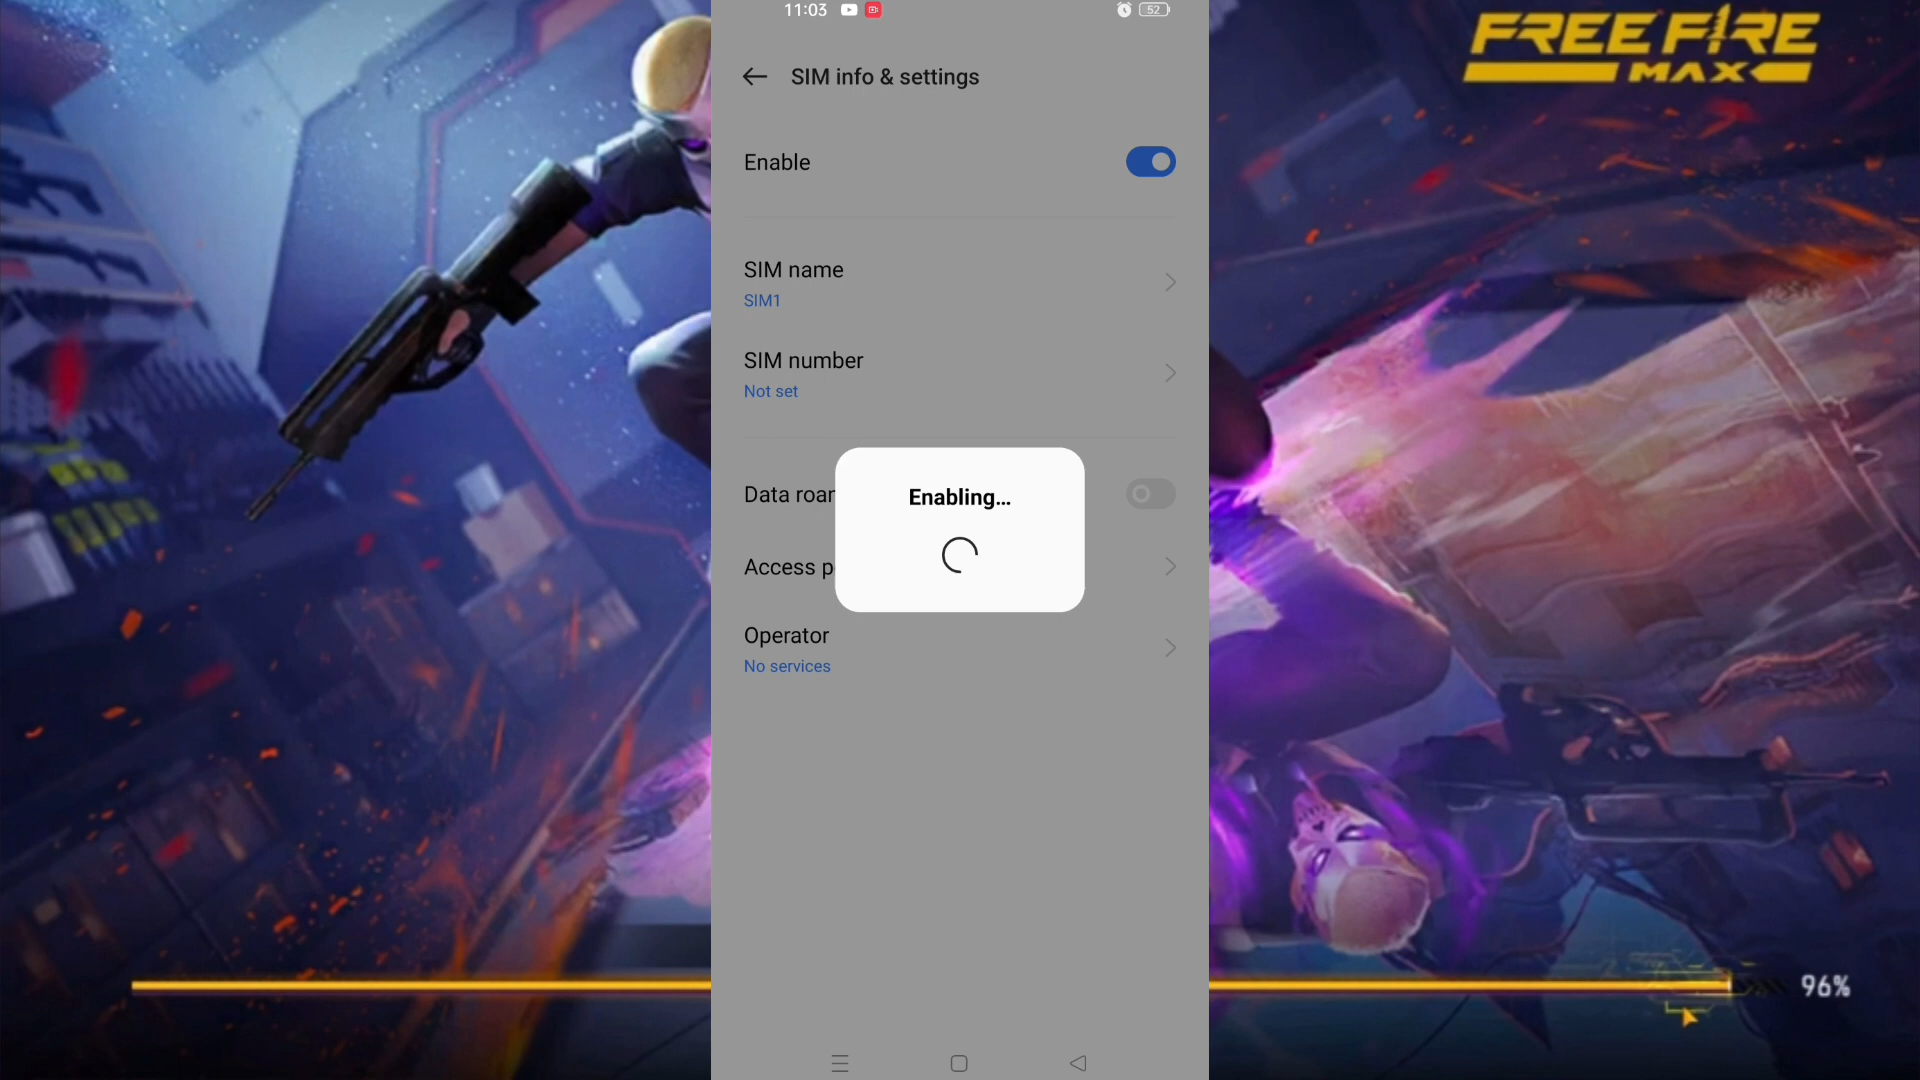 11:03
52
SIM info & settings
Enable
SIM name
SIM1
SIM number
Not set
Data roar
Enabling...
Access p
Operator
No services
FREE FIRE
MAX
96%